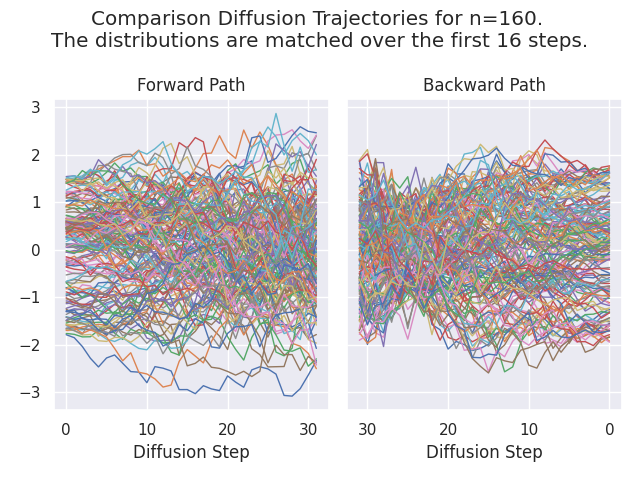 Comparison Diffusion Trajectories for n=160.
The distributions are matched over the first 16 steps.
Forward Path
Backward Path
3
2
1
0
−1
−2
−3
0 10 20 30
30 20 10 0
Diffusion Step
Diffusion Step